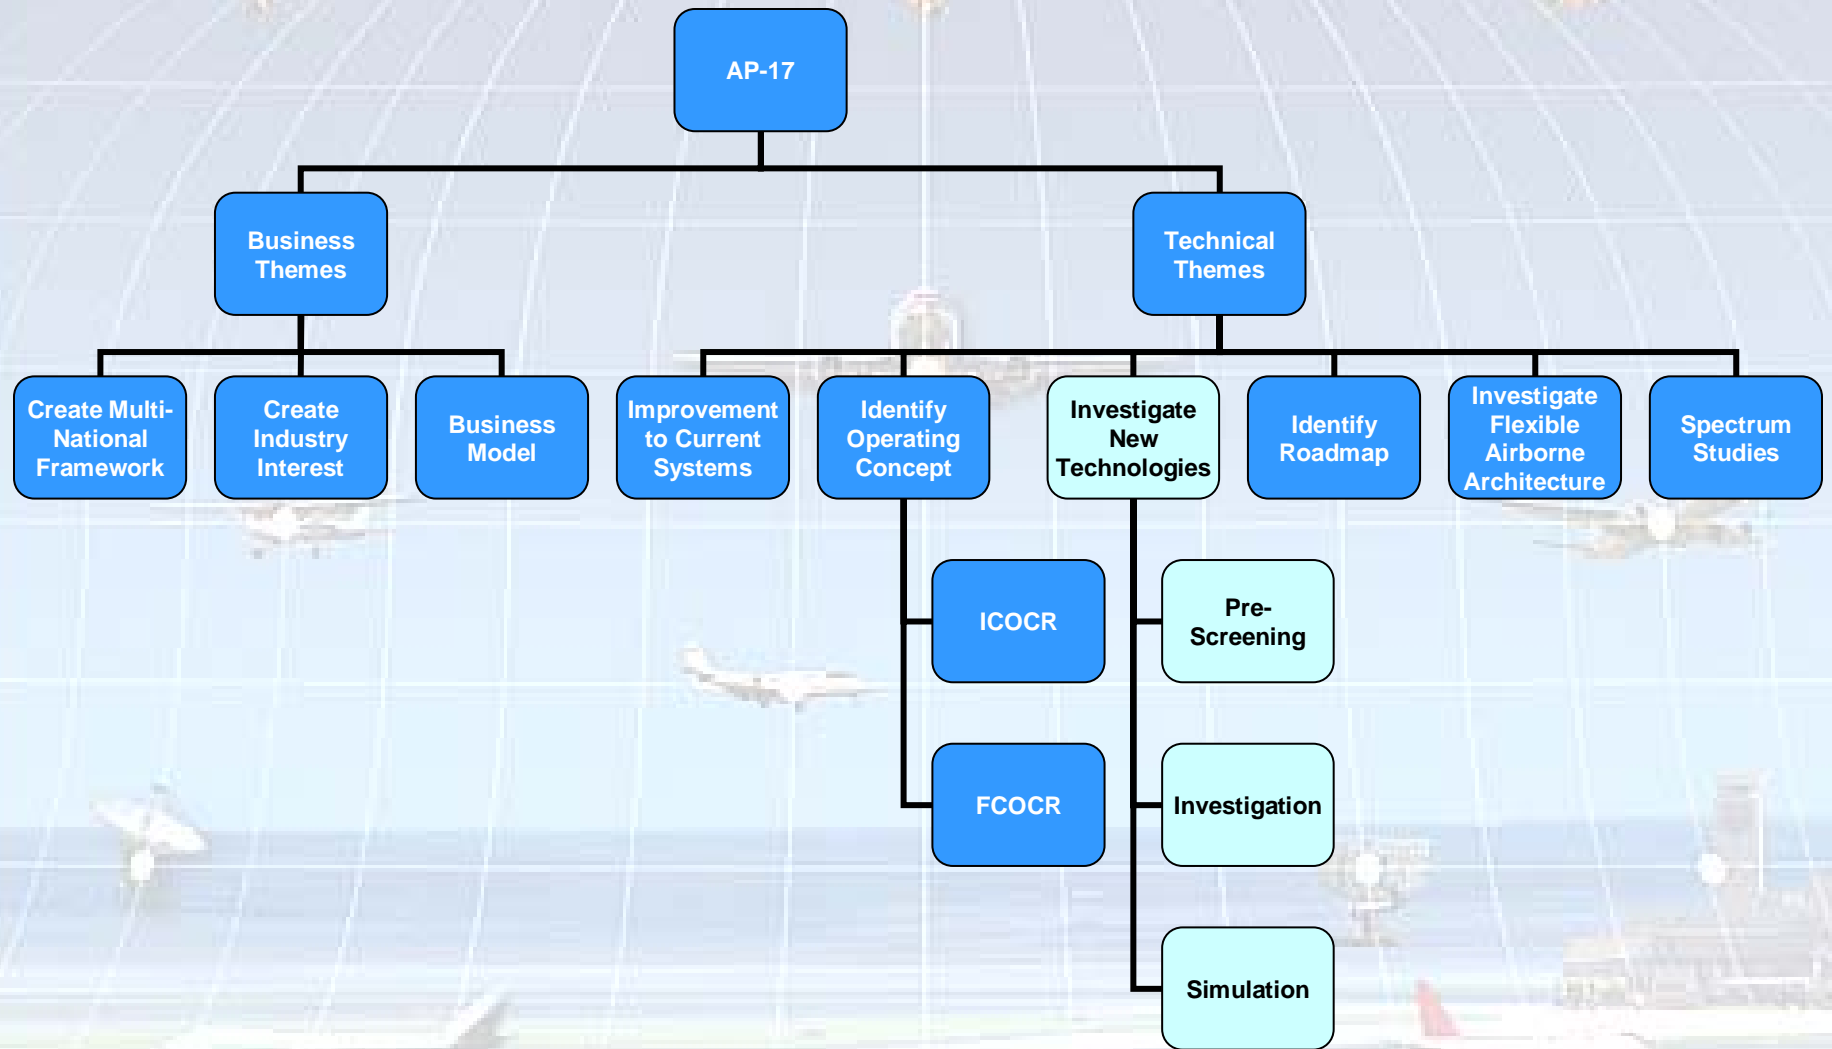 AP-17
Business
Themes
Technical
Themes
Create Multi-
National
Framework
Create
Industry
Interest
Business
Model
Improvement
to Current
Systems
Identify
Operating
Concept
Investigate
New
Technologies
Identify
Roadmap
Investigate
Flexible
Airborne
Architecture
Spectrum
Studies
ICOCR
Pre-
Screening
FCOCR
Investigation
Simulation